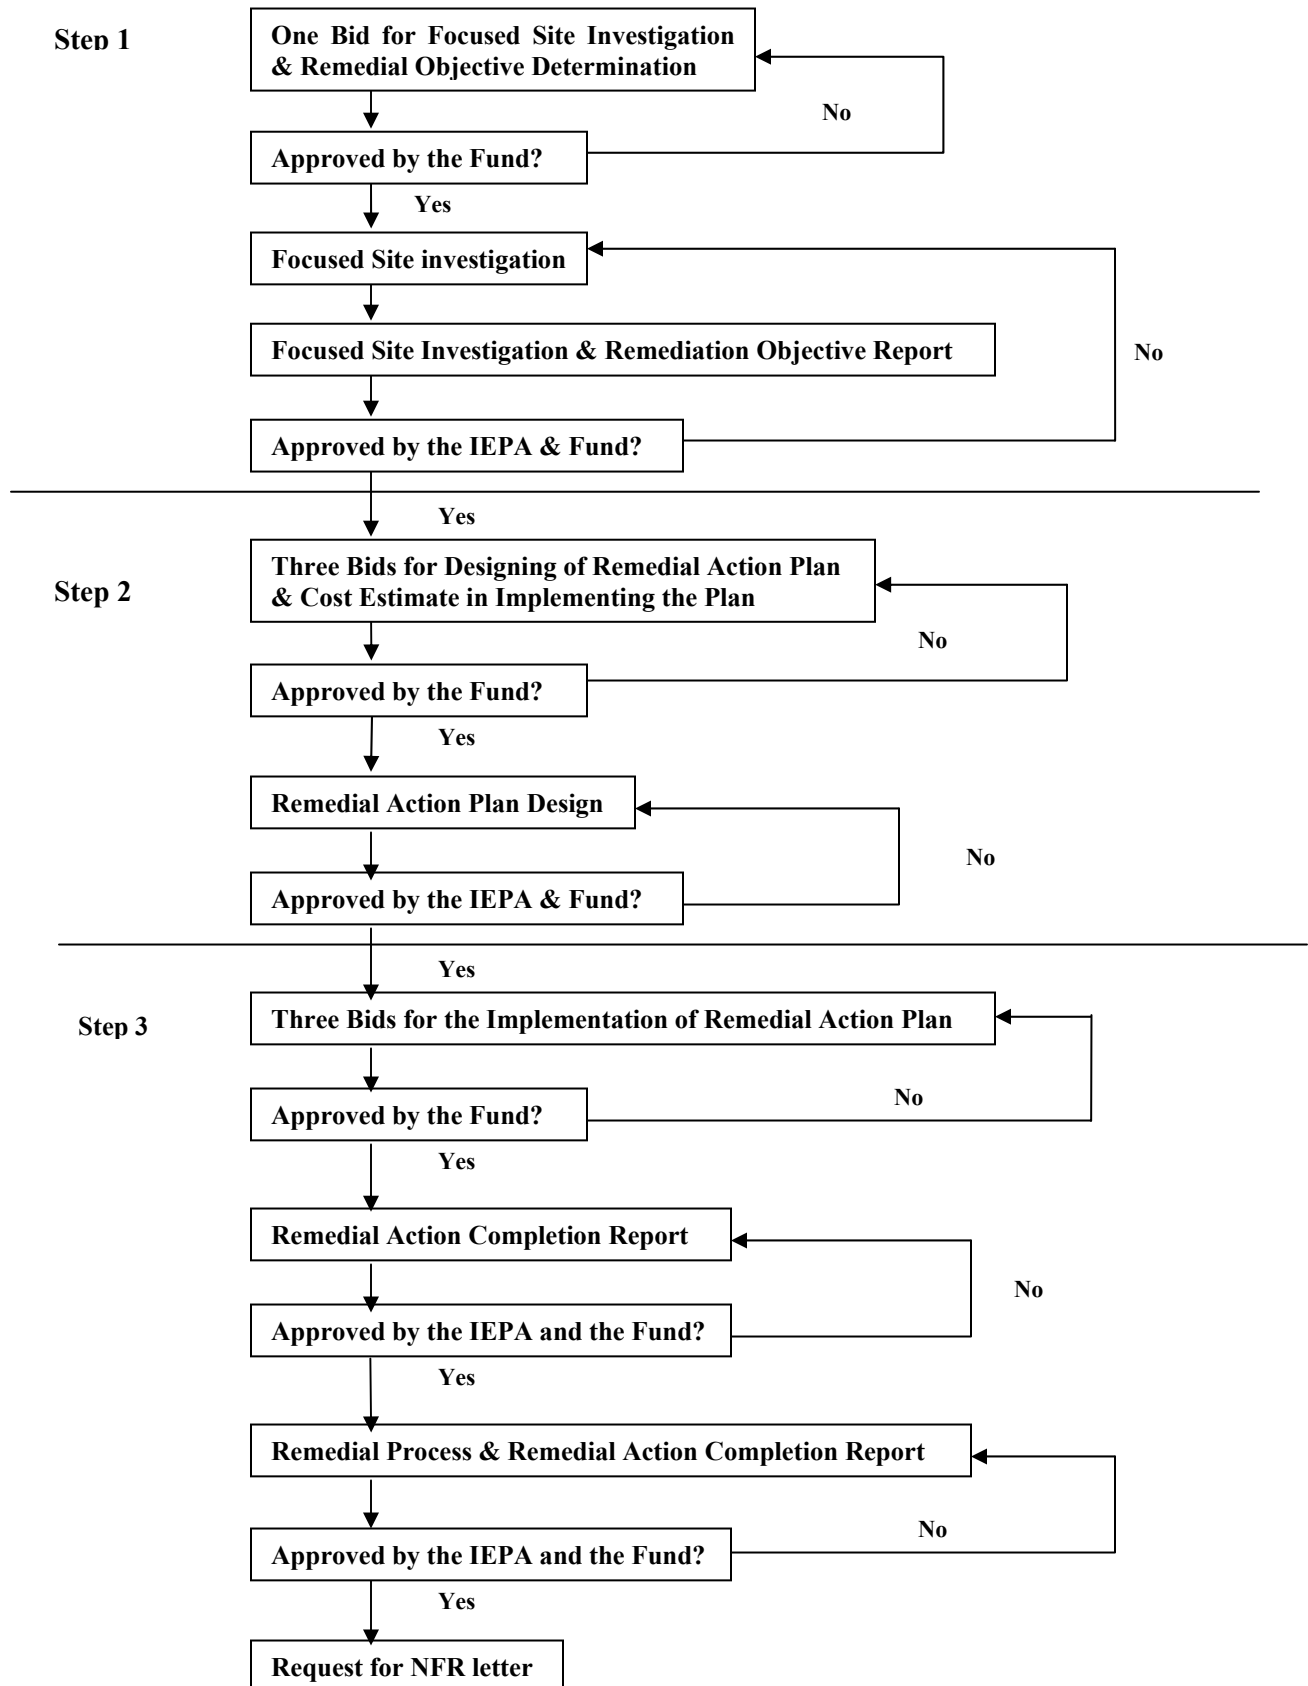 Step 1
One Bid for Focused Site Investigation
& Remedial Objective Determination
No
Approved by the Fund?
Yes
Focused Site investigation
Focused Site Investigation & Remediation Objective Report
No
Approved by the IEPA & Fund?
Yes
Step 2
Three Bids for Designing of Remedial Action Plan
& Cost Estimate in Implementing the Plan
No
Approved by the Fund?
Yes
Remedial Action Plan Design
No
Approved by the IEPA & Fund?
Yes
Step 3
Three Bids for the Implementation of Remedial Action Plan
No
Approved by the Fund?
Yes
Remedial Action Completion Report
No
Approved by the IEPA and the Fund?
Yes
Remedial Process & Remedial Action Completion Report
No
Approved by the IEPA and the Fund?
Yes
Request for NFR letter